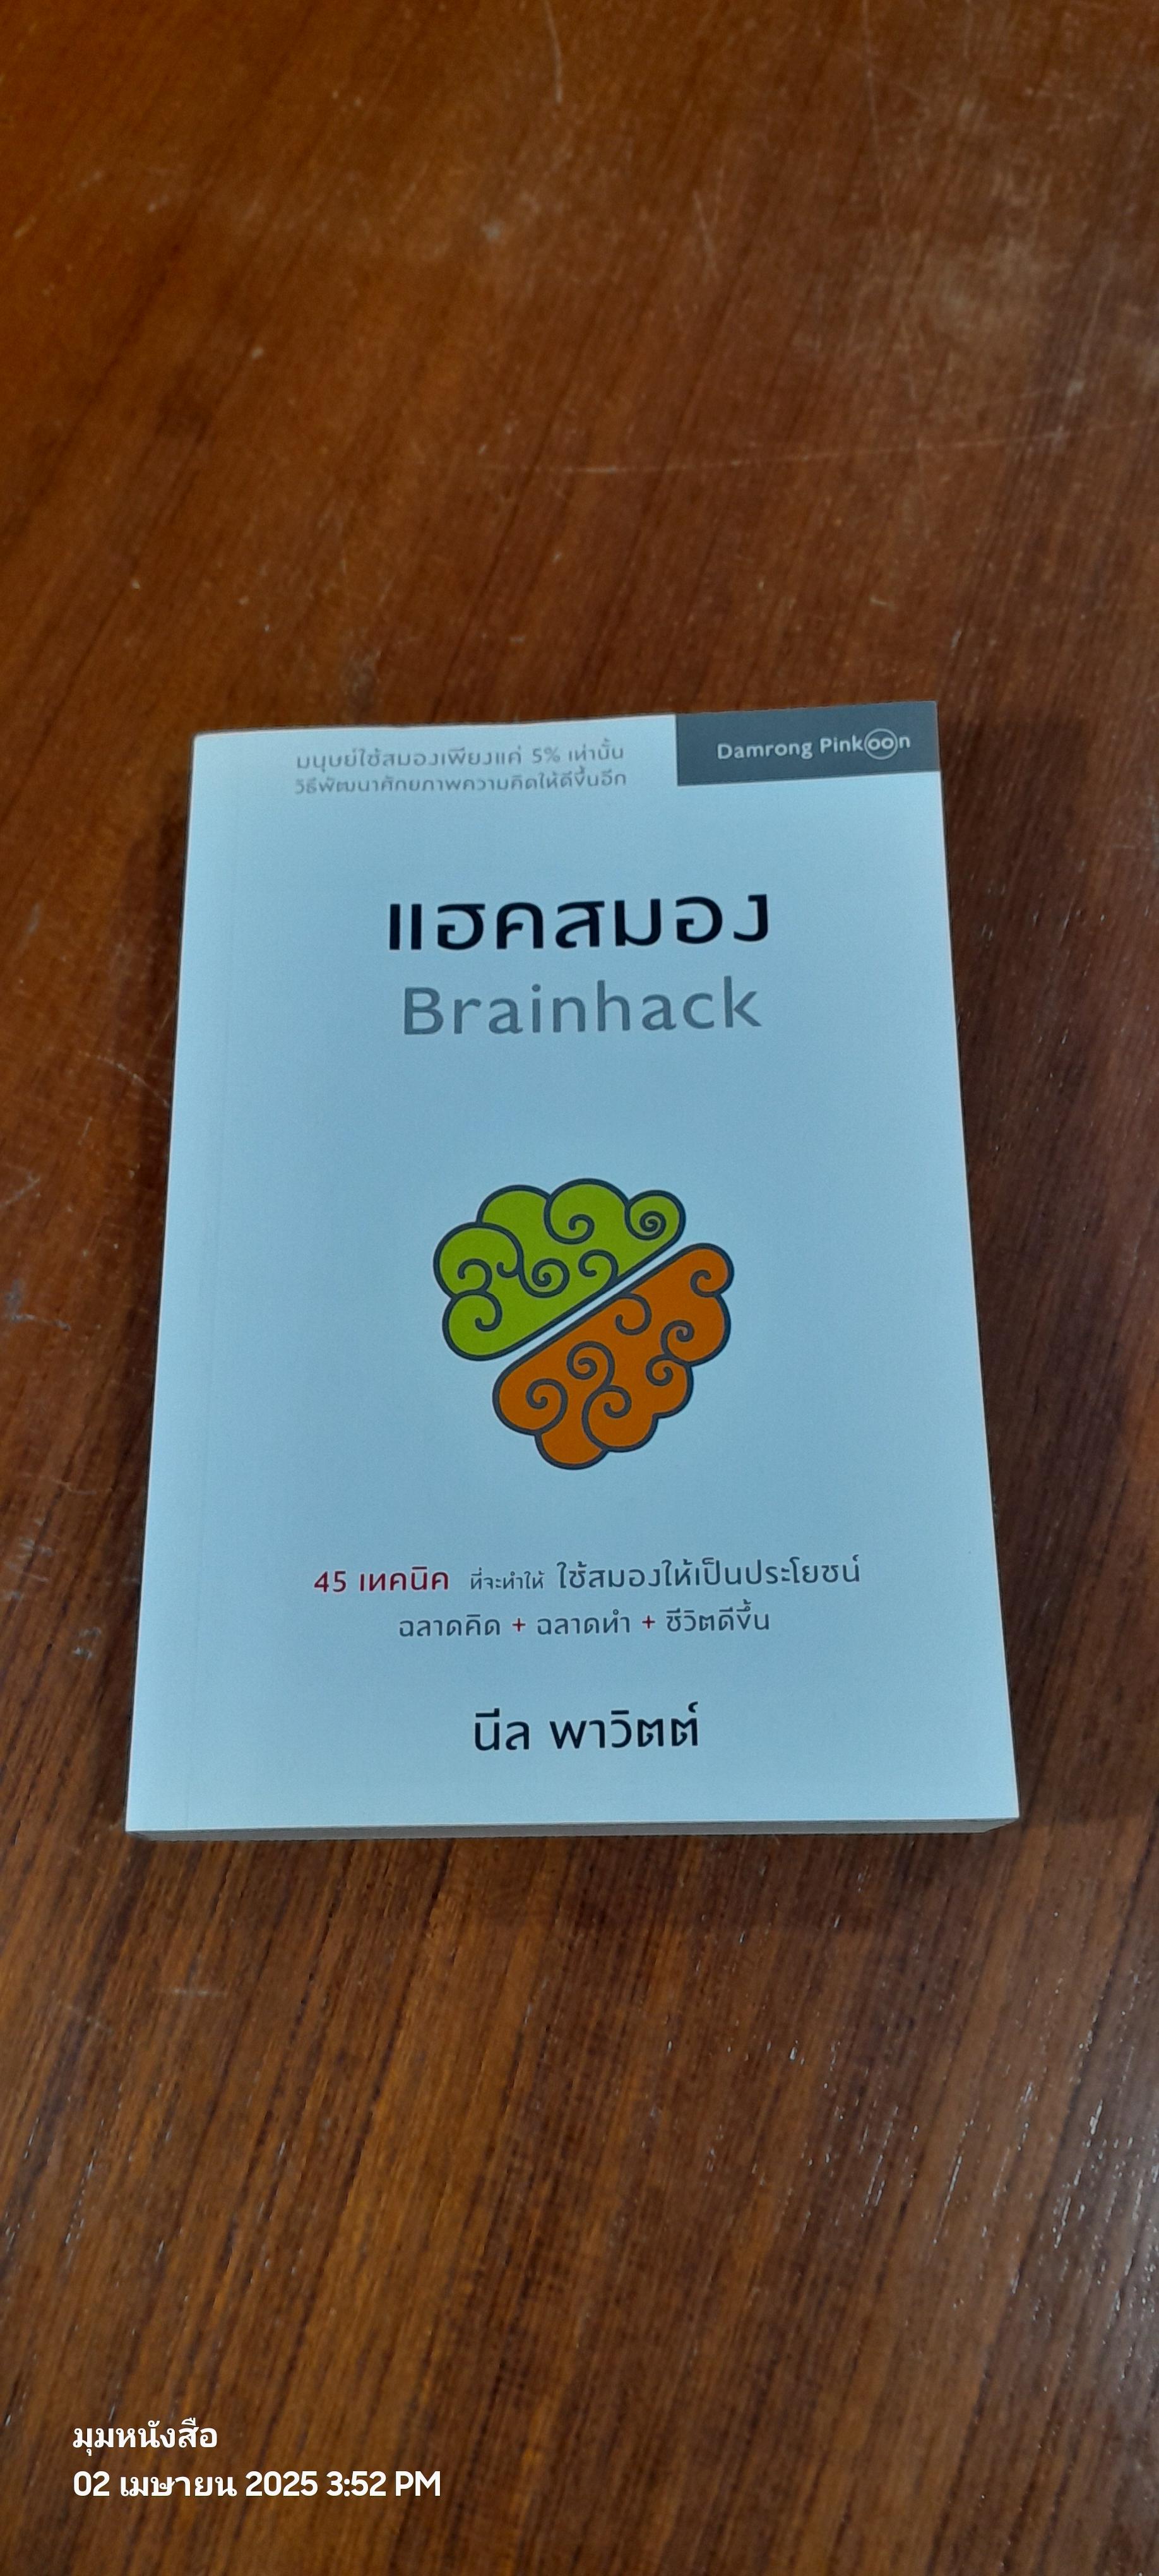 มนุษย์ใช้สมองเพียงแค่ 5% เท่านั้น
วิธีพัฒนาศักยภาพความคิดให้ดีขึ้นอีก
Damrong Pinkoon
แฮคสมอง
Brainhack
45 เทคนิค ที่จะทำให้ ใช้สมองให้เป็นประโยชน์
ฉลาดคิด + ฉลาดทำ + ชีวิตดีขึ้น
นีล พาวิตต์
มุมหนังสือ
02 เมษายน 2025 3:52 PM